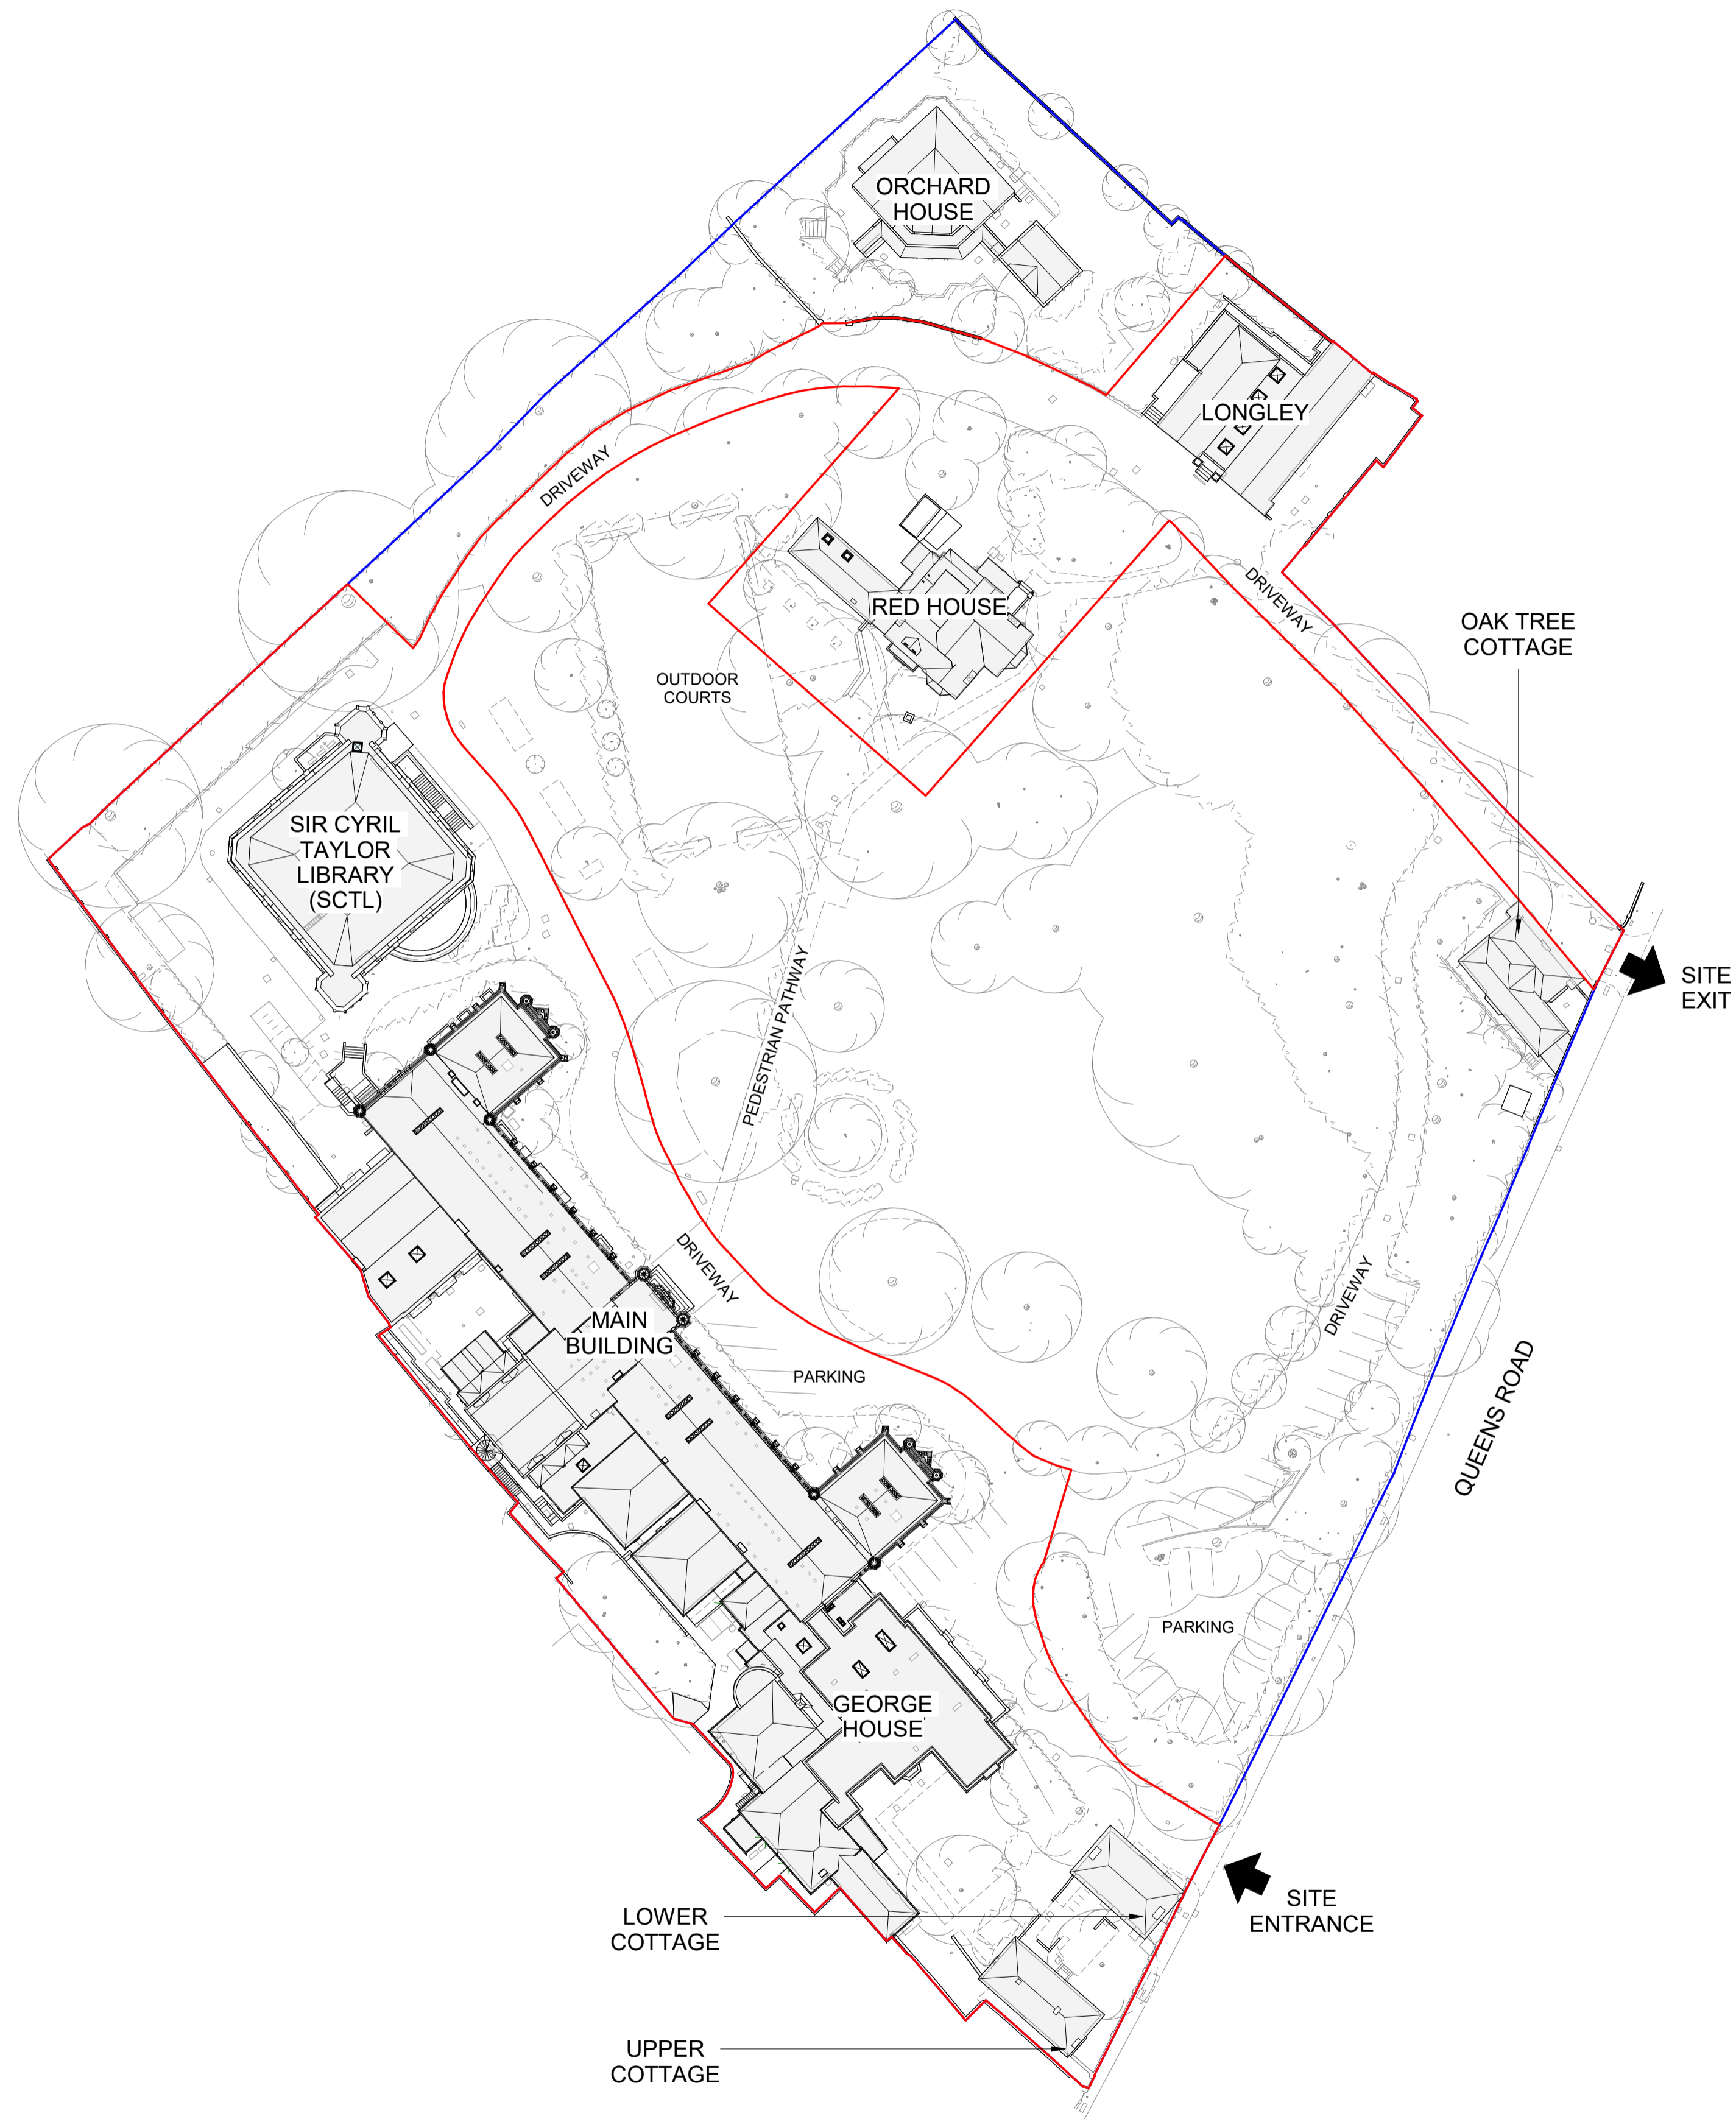 ORCHARD
HOUSE
LONGLEY
DRIVEWAY
RED HOUSE
DRIVEWAY
OAK TREE
COTTAGE
OUTDOOR
COURTS
SIR CYRIL
TAYLOR
LIBRARY
(SCTL)
SITE
EXIT
PEDESTRIAN PATHWAY
DRIVEWAY
DRIVEWAY
MAIN
BUILDING
PARKING
QUEENS ROAD
PARKING
GEORGE
HOUSE
LOWER
COTTAGE
SITE
ENTRANCE
UPPER
COTTAGE